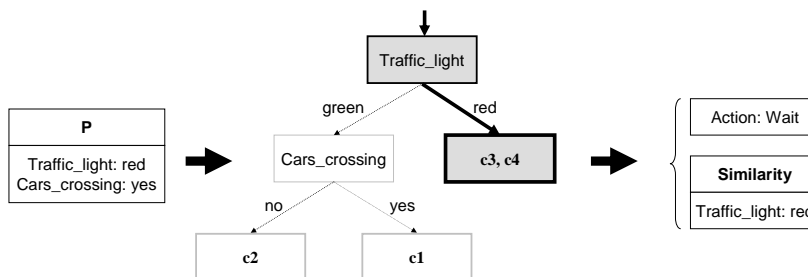 Traffic_light
green
red
P
Traffic_light: red
Cars_crossing: yes
Cars_crossing
c3, c4
Action: Wait
Similarity
Traffic_light: red
no
yes
c2
c1